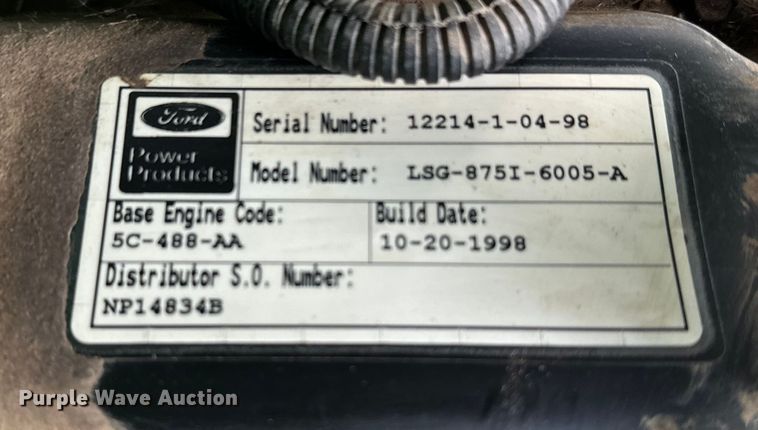 Ford
Power
Products
Serial Number: 12214-1-04-98
Model Number: LSG-875I-6005-A
Base Engine Code:
5C-488-AA
Build Date:
10-20-1998
Distributor S.O. Number:
NP14834B
Purple Wave Auction